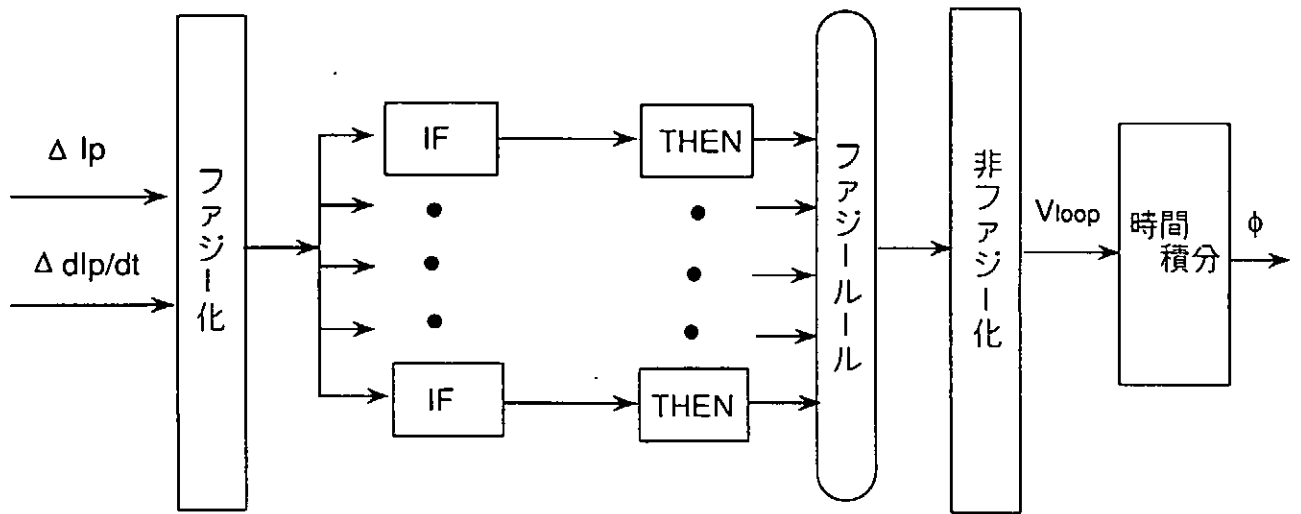 Δ Ip
Δ dIp/dt
ファジー化
IF
THEN
IF
THEN
ファジールール
非ファジー化
Vloop
時間
積分
ϕ